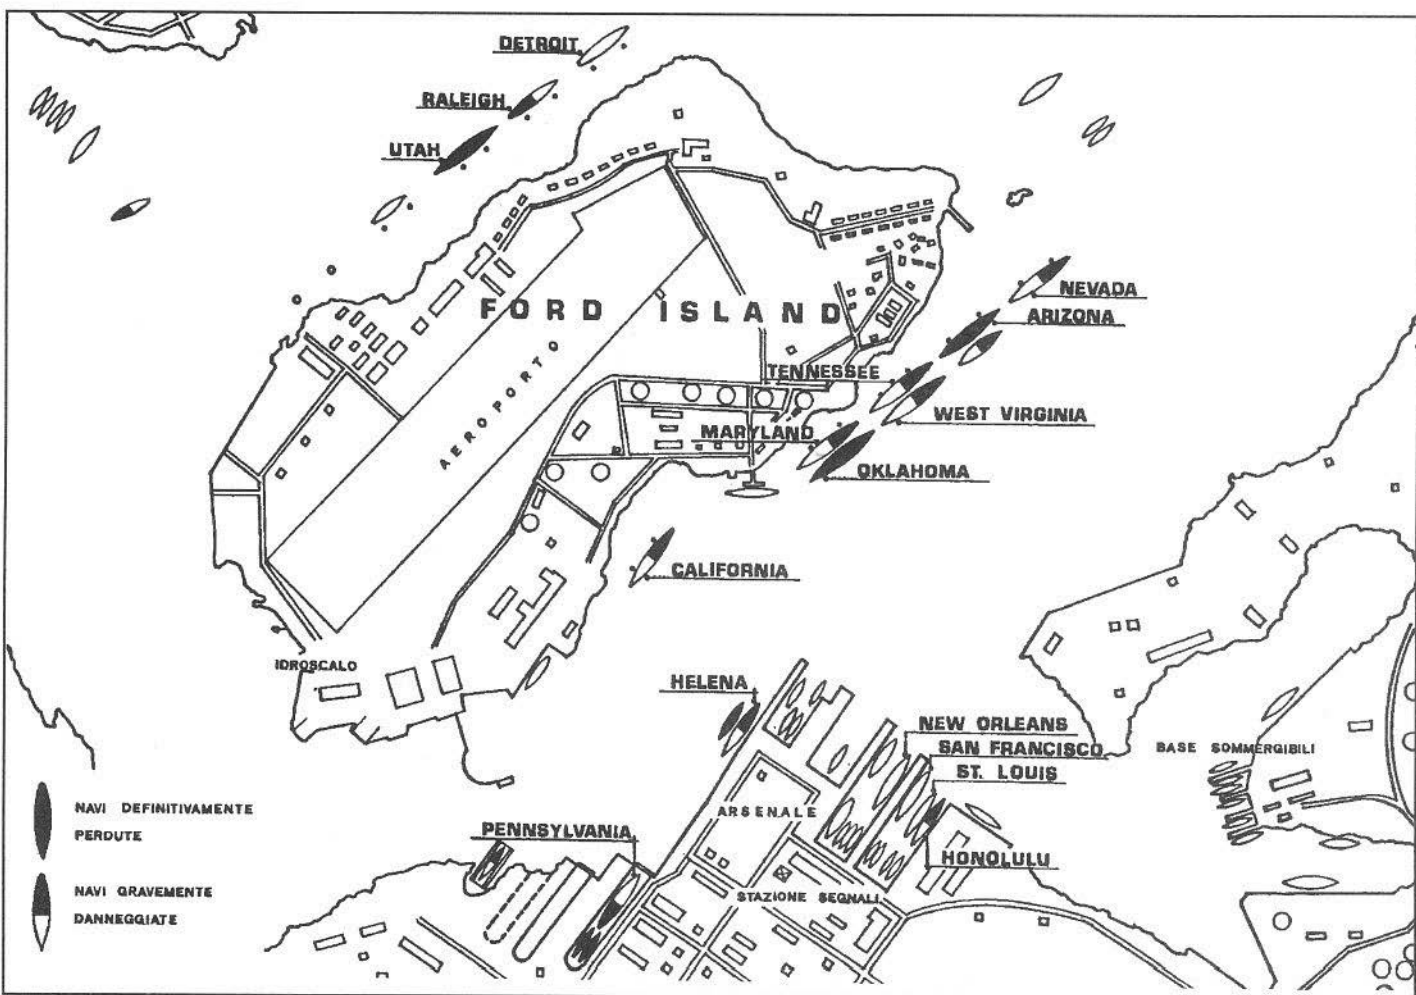 DETROIT
RALEIGH
UTAH
NEVADA
FORD ISLAND
ARIZONA
AEROPORTO
TENNESSEE
WEST VIRGINIA
MARYLAND
OKLAHOMA
CALIFORNIA
IDROSCALO
HELENA
NEW ORLEANS
SAN FRANCISCO
BASE SOMMERGIBILI
ST. LOUIS
NAVI DEFINITIVAMENTE
PERDUTE
ARSENALE
PENNSYLVANIA
HONOLULU
NAVI GRAVEMENTE
DANNEGGIATE
STAZIONE SEGNALI